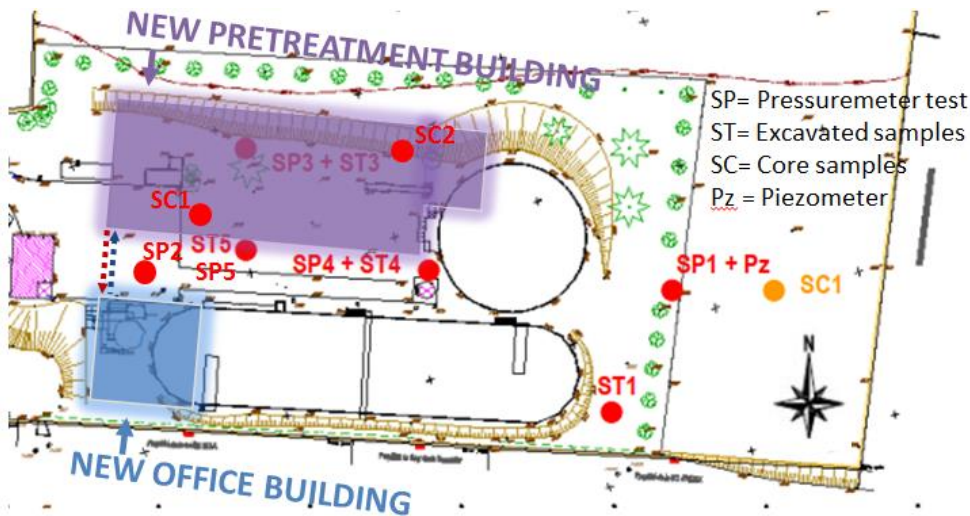 NEW PRETREATMENT BUILDING
SP= Pressuremeter test
ST= Excavated samples
SC= Core samples
Pz = Piezometer
SC2
SP3 + ST3
SC1
ST5
SP2
SP5
SP4 + ST4
SP1 + Pz
SC1
N
ST1
NEW OFFICE BUILDING